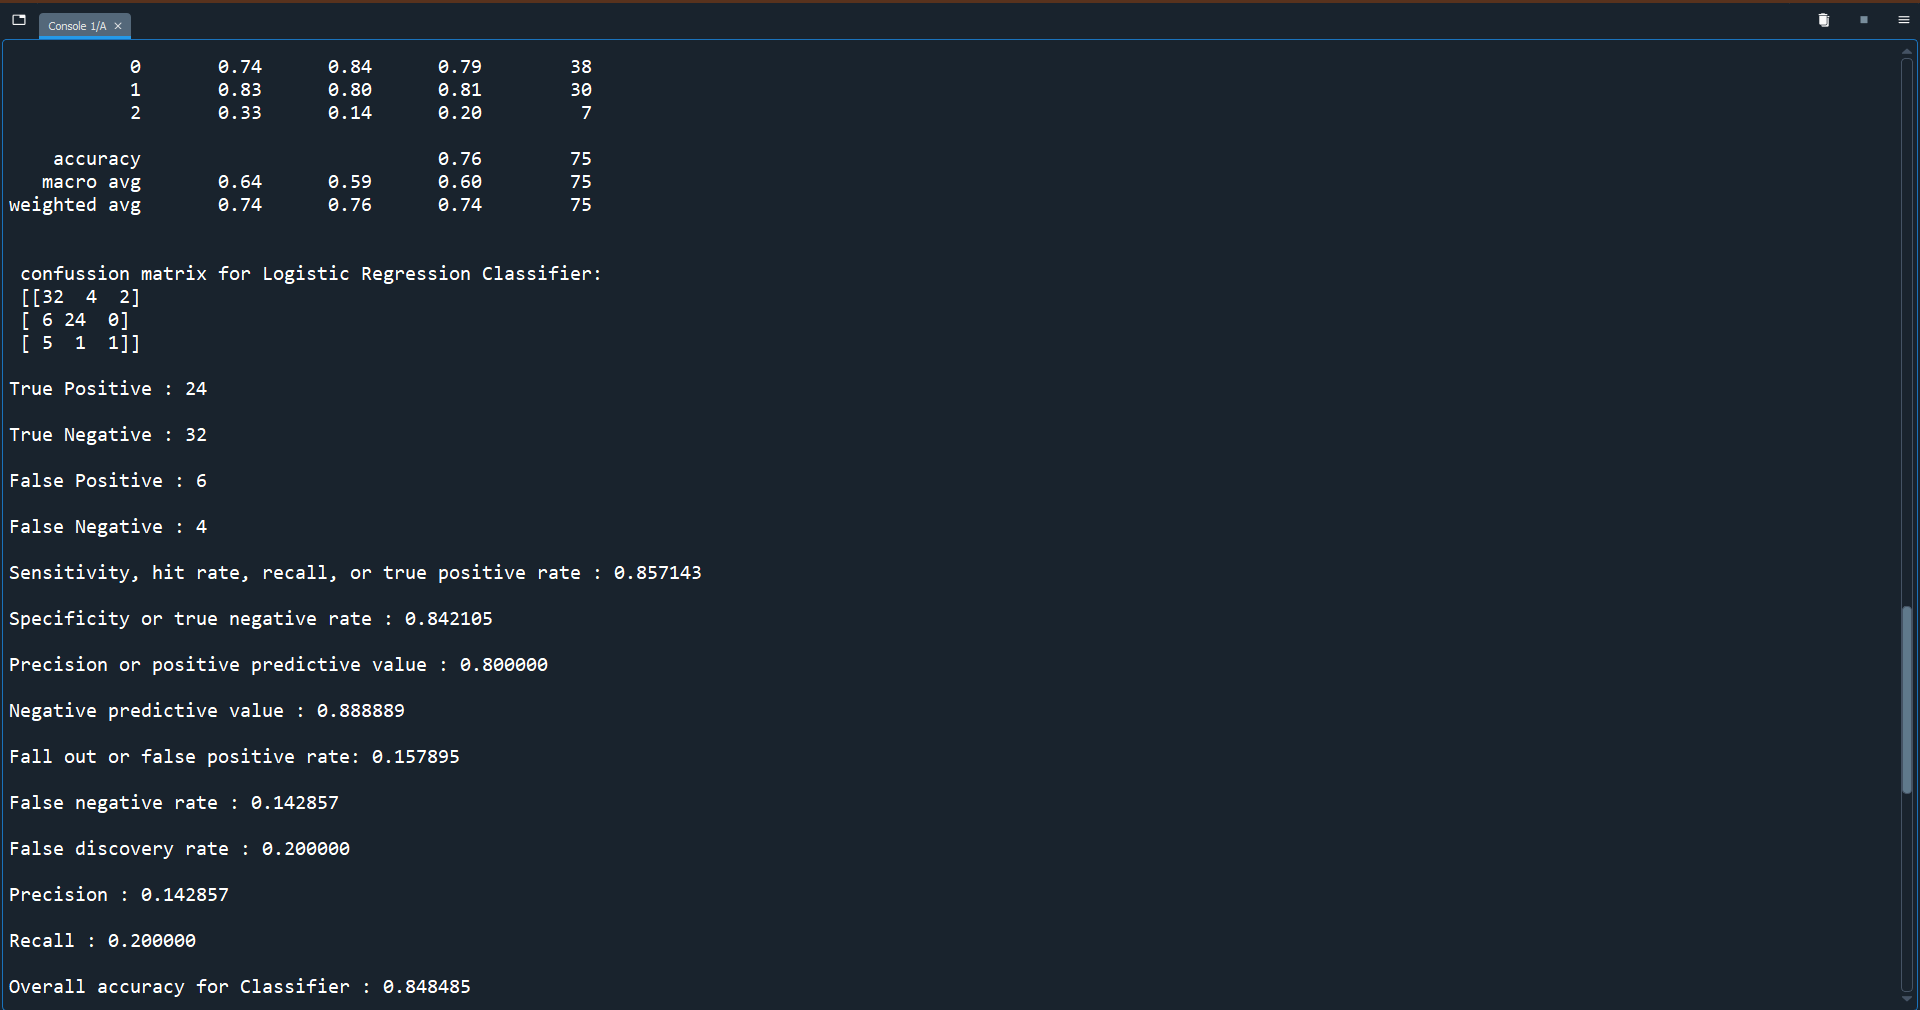 Console 1/A
0 0.74 0.84 0.79 38
1 0.83 0.80 0.81 30
2 0.33 0.14 0.20 7
accuracy 0.76 75
macro avg 0.64 0.59 0.60 75
weighted avg 0.74 0.76 0.74 75
confussion matrix for Logistic Regression Classifier:
[[32 4 2]
[ 6 24 0]
[ 5 1 1]]
True Positive : 24
True Negative : 32
False Positive : 6
False Negative : 4
Sensitivity, hit rate, recall, or true positive rate : 0.857143
Specificity or true negative rate : 0.842105
Precision or positive predictive value : 0.800000
Negative predictive value : 0.888889
Fall out or false positive rate: 0.157895
False negative rate : 0.142857
False discovery rate : 0.200000
Precision : 0.142857
Recall : 0.200000
Overall accuracy for Classifier : 0.848485